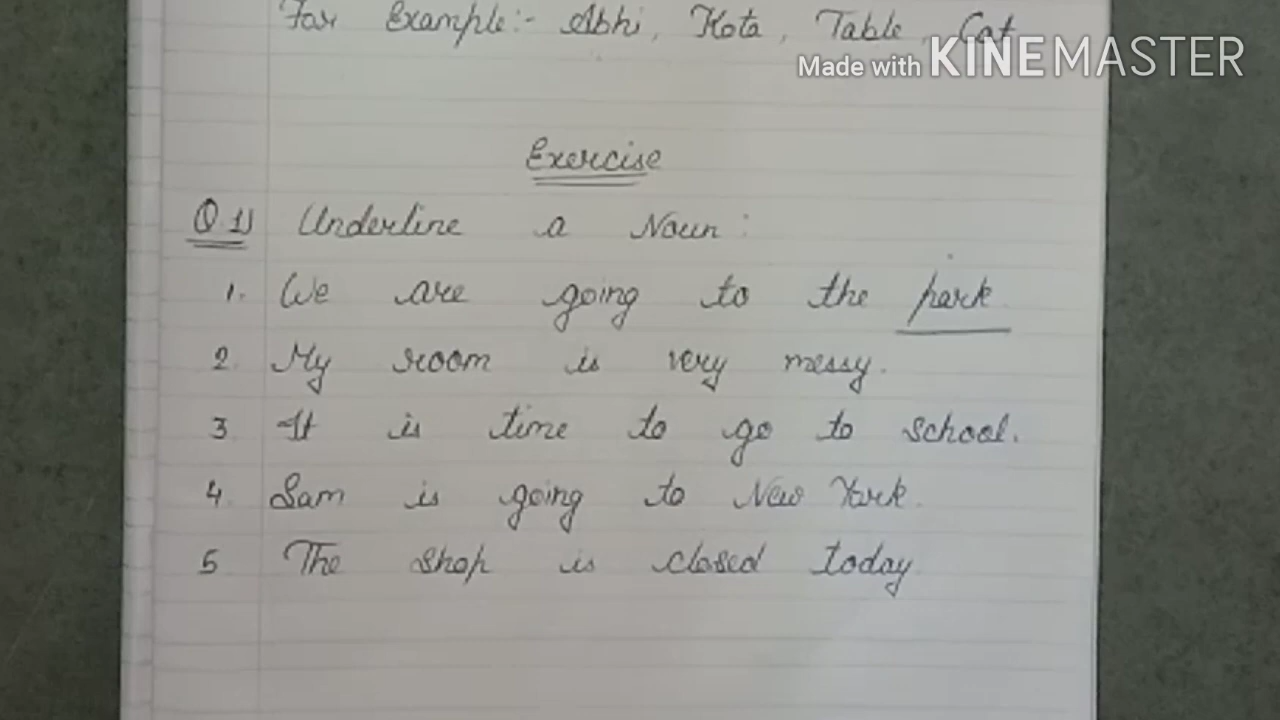 For Example:- Abhi, Kota, Table, Cat
Made with KINEMASTER
Exercise
Q.1) Underline a Noun:
1. We are going to the park
2. My room is very messy.
3 It is time to go to school.
4. Sam is going to New York.
5 The shop is closed today